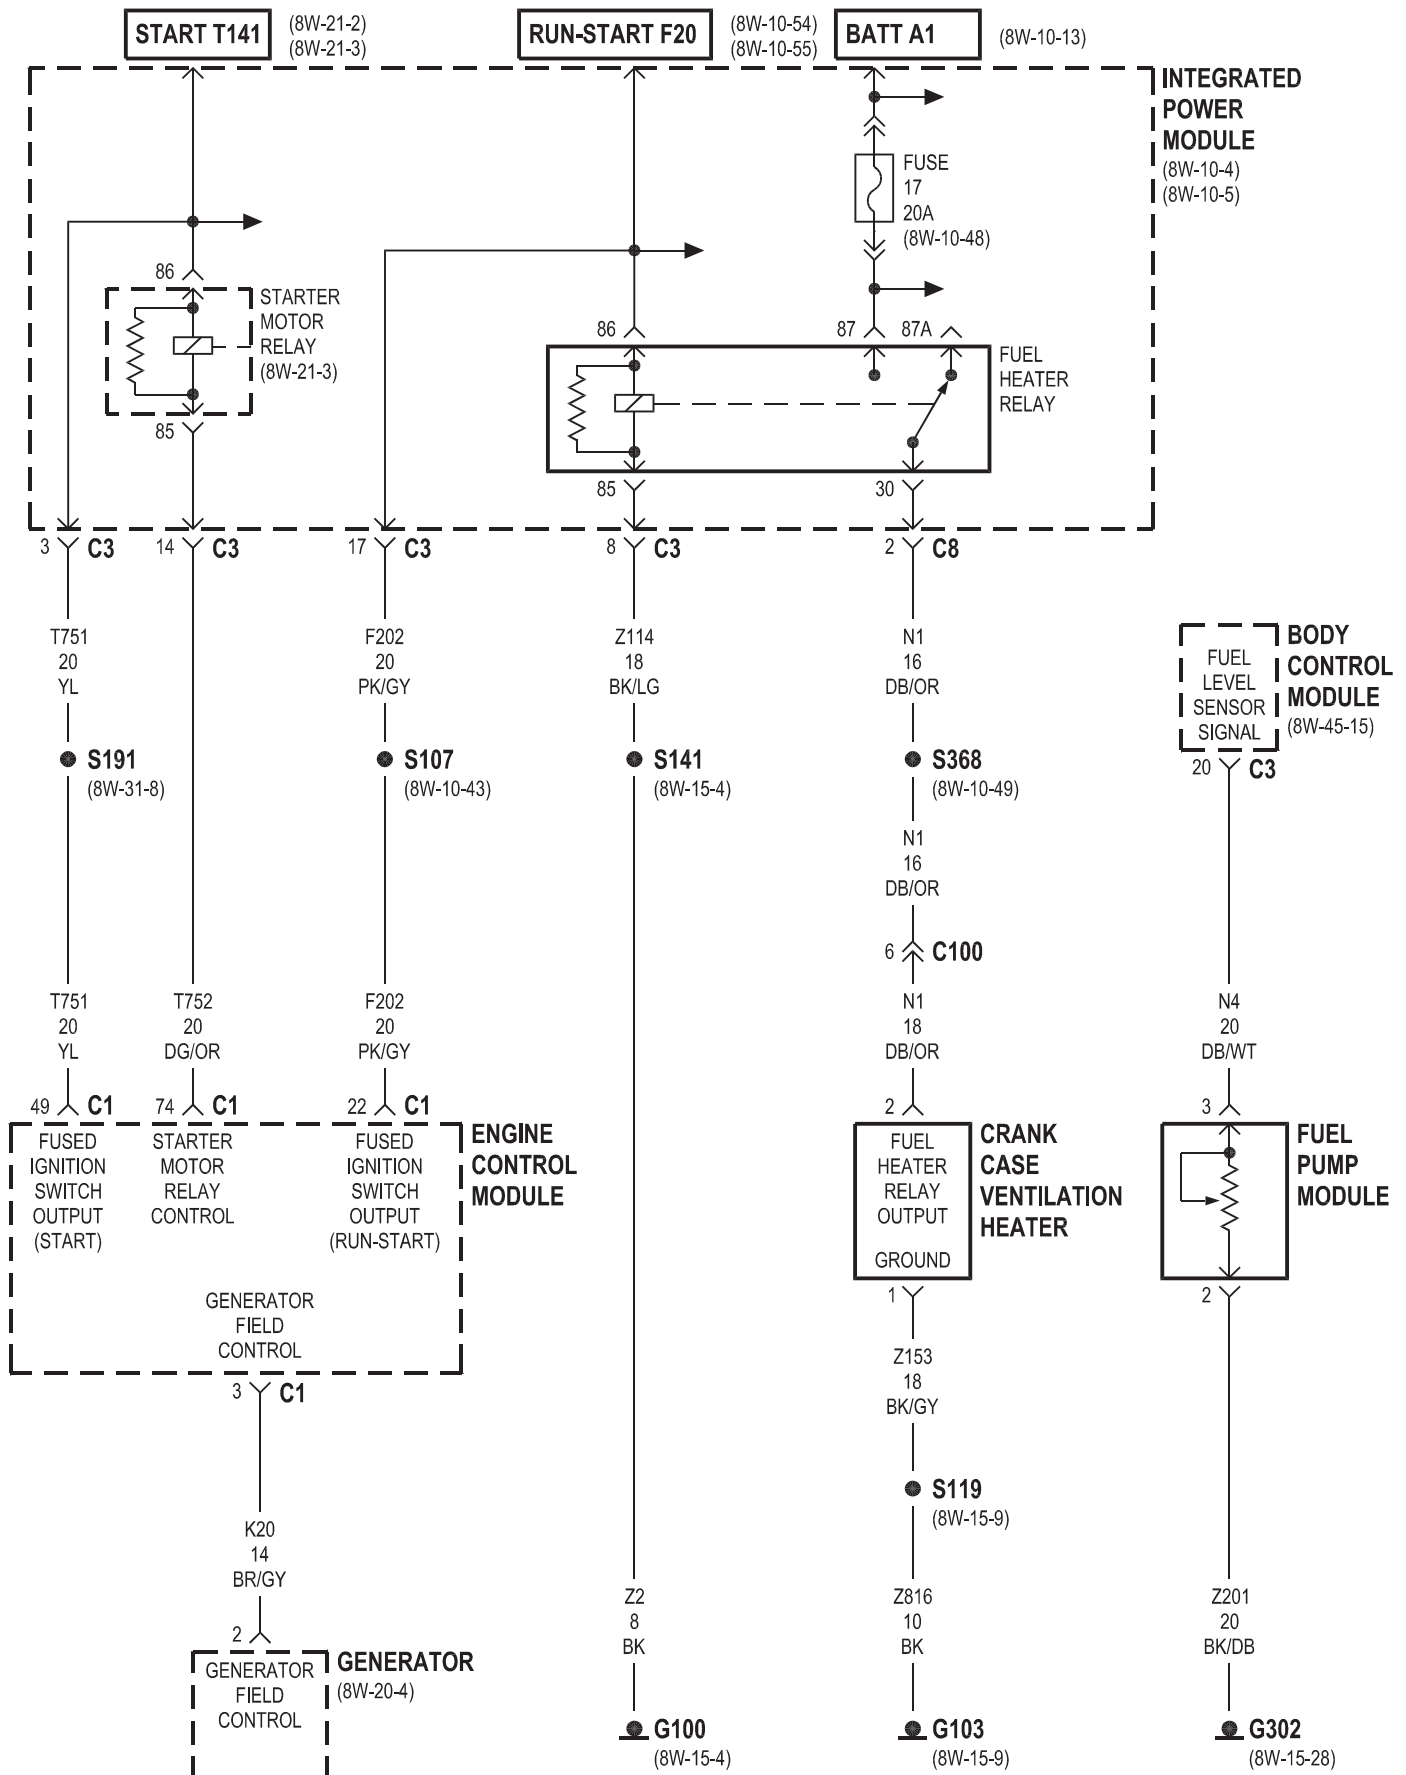 START T141
(8W-21-2)
(8W-21-3)
RUN-START F20
(8W-10-54)
(8W-10-55)
BATT A1
(8W-10-13)
INTEGRATED
POWER
MODULE
(8W-10-4)
(8W-10-5)
FUSE
17
20A
(8W-10-48)
86
STARTER
MOTOR
RELAY
(8W-21-3)
85
86
87
87A
FUEL
HEATER
RELAY
85
30
3
C3
14
C3
17
C3
8
C3
2
C8
T751
20
YL
F202
20
PK/GY
Z114
18
BK/LG
N1
16
DB/OR
FUEL
LEVEL
SENSOR
SIGNAL
BODY
CONTROL
MODULE
(8W-45-15)
20
C3
S191
(8W-31-8)
S107
(8W-10-43)
S141
(8W-15-4)
S368
(8W-10-49)
N1
16
DB/OR
6
C100
T751
20
YL
T752
20
DG/OR
F202
20
PK/GY
N1
18
DB/OR
N4
20
DB/WT
49
C1
74
C1
22
C1
2
3
FUSED
IGNITION
SWITCH
OUTPUT
(START)
STARTER
MOTOR
RELAY
CONTROL
FUSED
IGNITION
SWITCH
OUTPUT
(RUN-START)
ENGINE
CONTROL
MODULE
FUEL
HEATER
RELAY
OUTPUT
GROUND
CRANK
CASE
VENTILATION
HEATER
FUEL
PUMP
MODULE
GENERATOR
FIELD
CONTROL
1
2
3
C1
Z153
18
BK/GY
S119
(8W-15-9)
K20
14
BR/GY
Z2
8
BK
Z816
10
BK
Z201
20
BK/DB
2
GENERATOR
FIELD
CONTROL
GENERATOR
(8W-20-4)
G100
(8W-15-4)
G103
(8W-15-9)
G302
(8W-15-28)